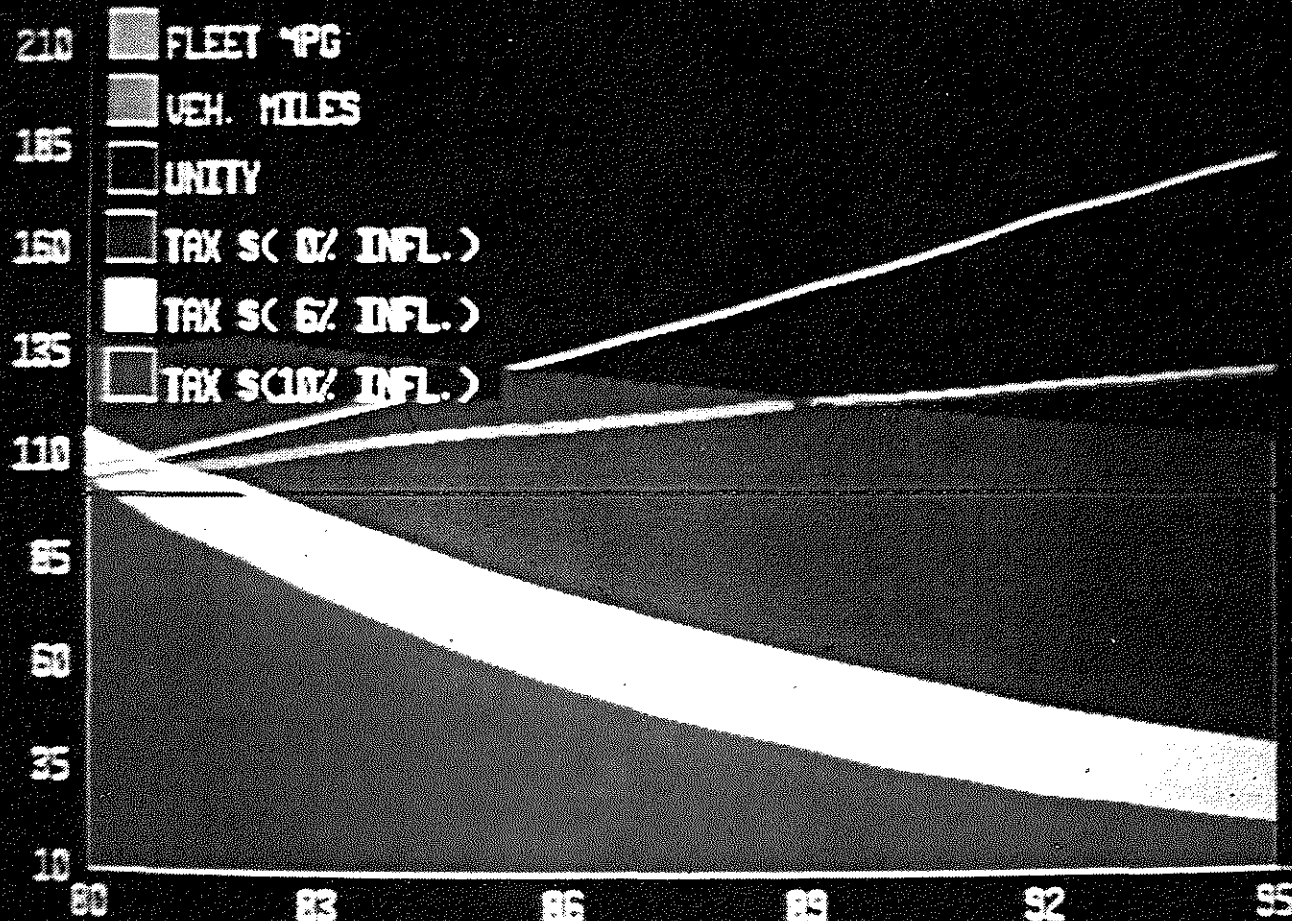 210
FLEET MPG
VEH. MILES
185
UNITY
160
TAX $( 0% INFL.)
TAX $( 6% INFL.)
135
TAX $(10% INFL.)
110
85
60
35
10
80 83 86 89 92 95